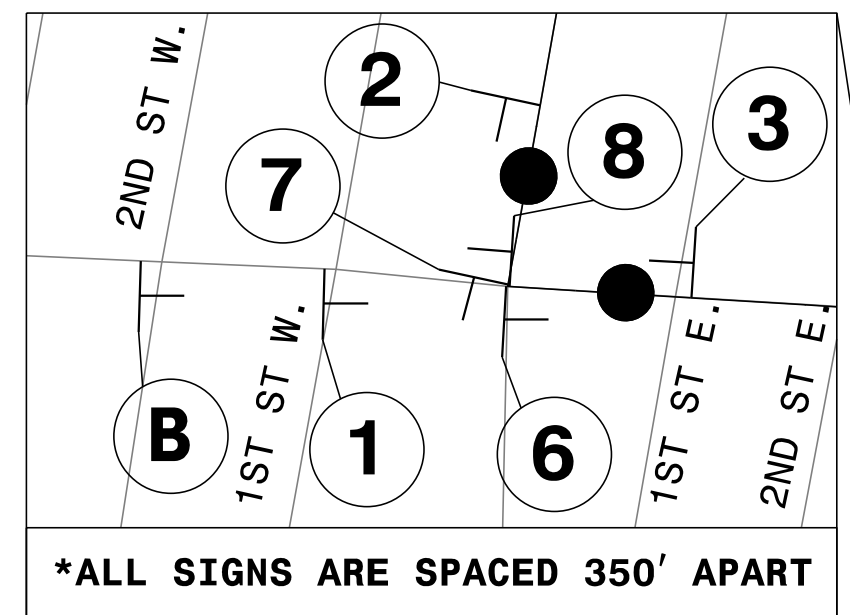 2ND ST W.
2
8
3
7
1ST ST W.
1ST ST E.
2ND ST E.
B
1
6
*ALL SIGNS ARE SPACED 350' APART